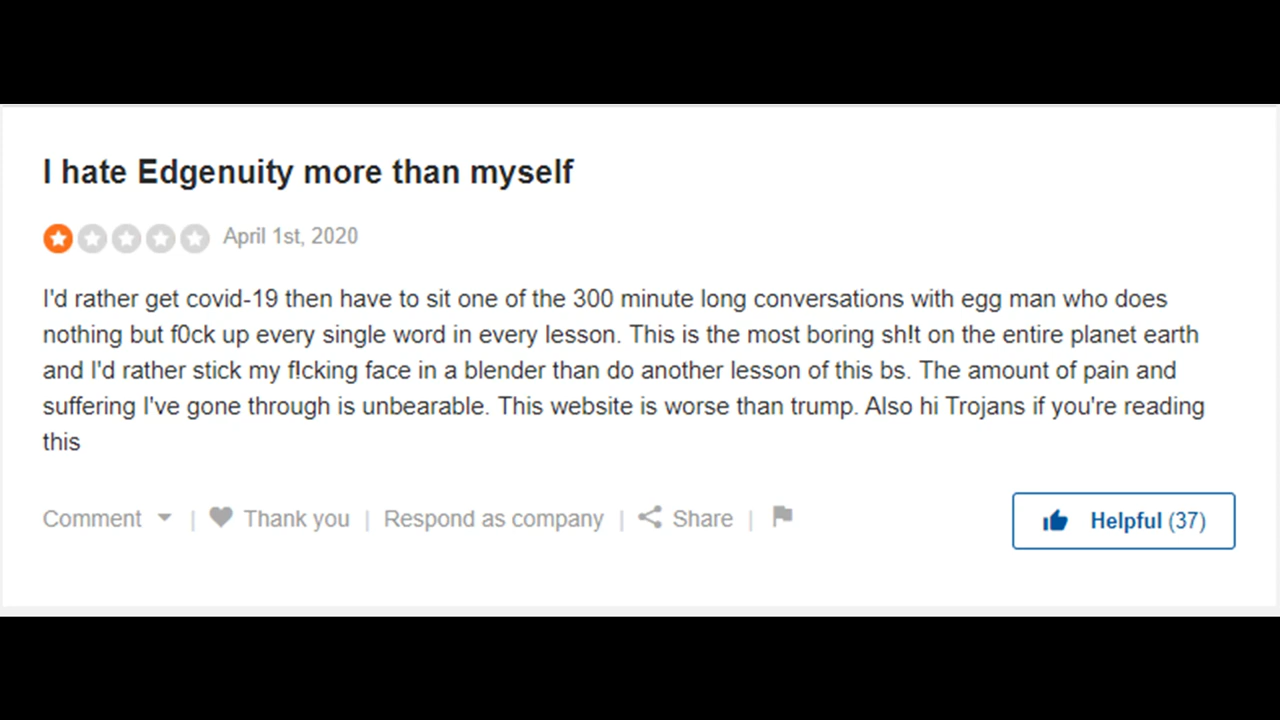 I hate Edgenuity more than myself
April 1st, 2020
I'd rather get covid-19 then have to sit one of the 300 minute long conversations with egg man who does
nothing but f0ck up every single word in every lesson. This is the most boring sh!t on the entire planet earth
and I'd rather stick my f!cking face in a blender than do another lesson of this bs. The amount of pain and
suffering I've gone through is unbearable. This website is worse than trump. Also hi Trojans if you're reading
this
Comment | Thank you | Respond as company | Share | Helpful (37)